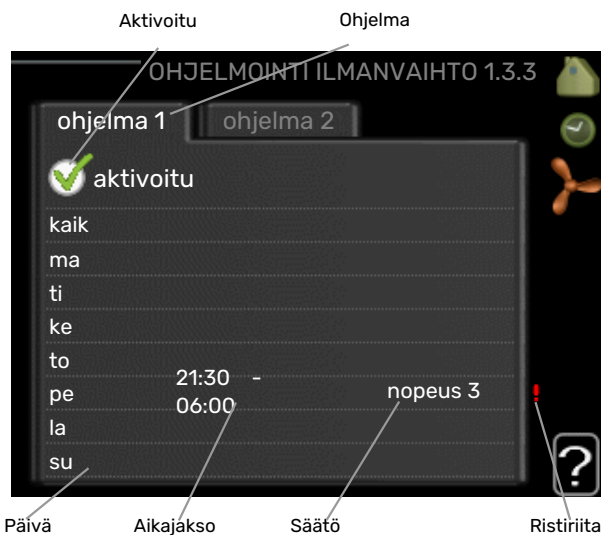 Aktivoitu Ohjelma
OHJELMOINTI ILMANVAIHTO 1.3.3
ohjelma 1 ohjelma 2
aktivoitu
kaik
ma
ti
ke
to
pe 21:30 - 06:00 nopeus 3 !
la
su
?
Päivä Aikajakso Säätö Ristiriita